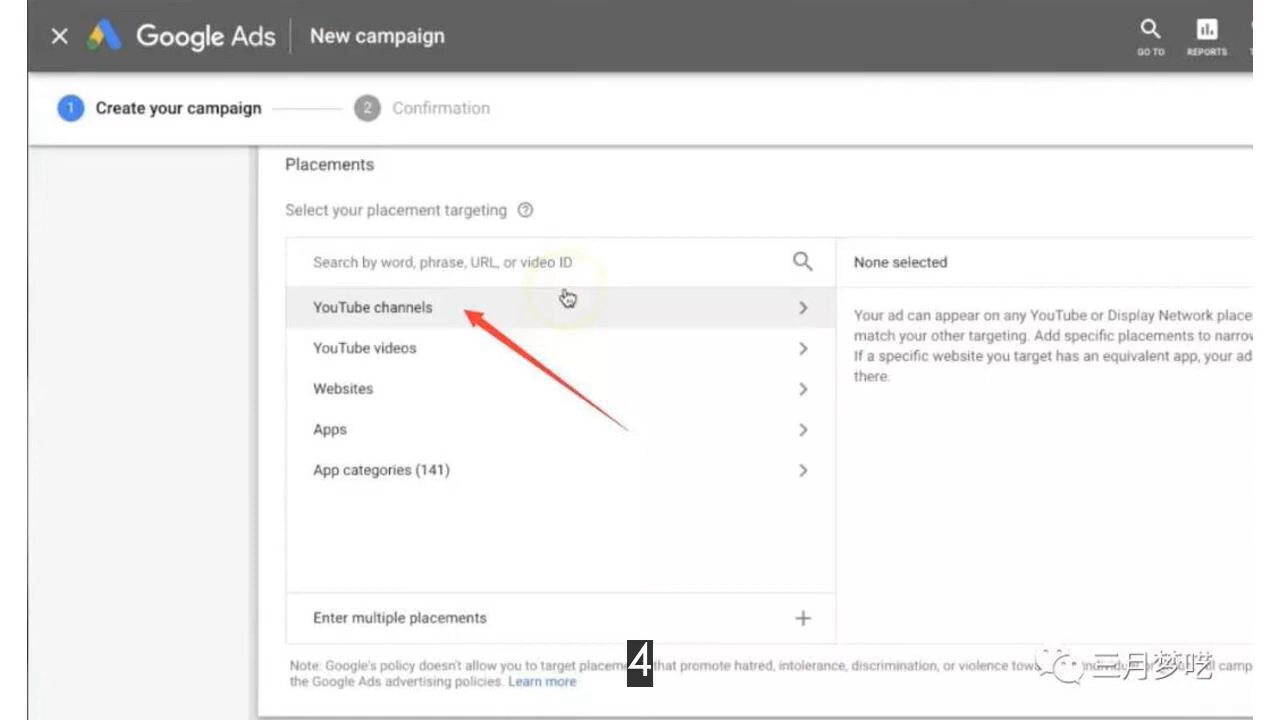 Google Ads
New campaign
GO TO
REPORTS
1
Create your campaign
2
Confirmation
Placements
Select your placement targeting
Search by word, phrase, URL, or video ID
None selected
YouTube channels
YouTube videos
Websites
Apps
App categories (141)
Your ad can appear on any YouTube or Display Network
match your other targeting. Add specific placements to
If a specific website you target has an equivalent app, your ad
there.
Enter multiple placements
4
Note: Google's policy doesn't allow you to target that promote hatred, intolerance, discrimination, or violence
the Google Ads advertising policies. Learn more
三月梦呓